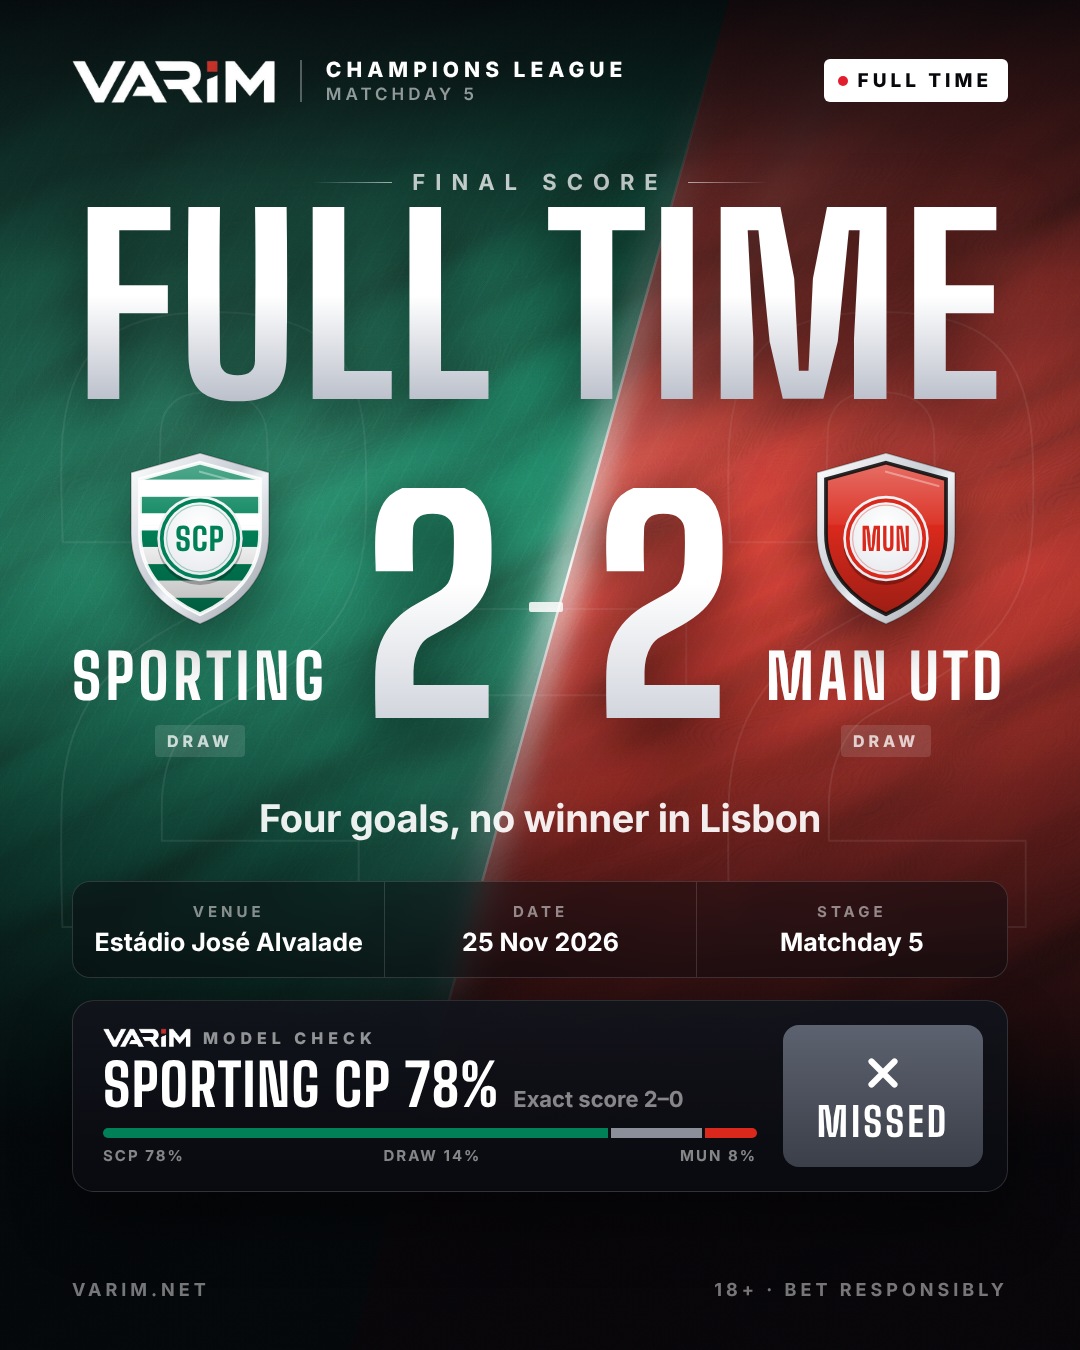 VARiM
CHAMPIONS LEAGUE
MATCHDAY 5
FULL TIME
FINAL SCORE
FULL TIME
SCP
2 - 2
MUN
SPORTING
MAN UTD
DRAW
DRAW
Four goals, no winner in Lisbon
VENUE
Estádio José Alvalade
DATE
25 Nov 2026
STAGE
Matchday 5
VARiM MODEL CHECK
SPORTING CP 78% Exact score 2–0
SCP 78%
DRAW 14%
MUN 8%
MISSED
VARIM.NET
18+ · BET RESPONSIBLY